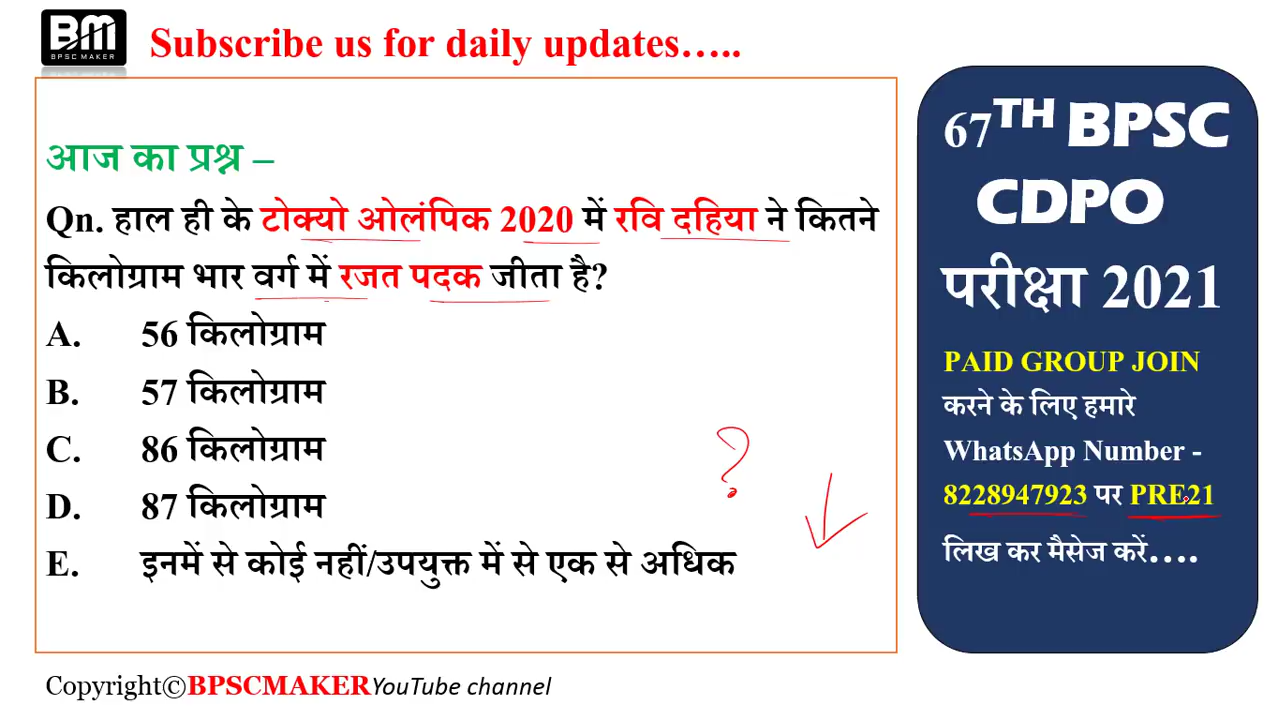 BM
BPSC MAKER
Subscribe us for daily updates…..
आज का प्रश्न –
Qn. हाल ही के टोक्यो ओलंपिक 2020 में रवि दहिया ने कितने
किलोग्राम भार वर्ग में रजत पदक जीता है?
A. 56 किलोग्राम
B. 57 किलोग्राम
C. 86 किलोग्राम
D. 87 किलोग्राम
E. इनमें से कोई नहीं/उपयुक्त में से एक से अधिक
?
67TH BPSC
CDPO
परीक्षा 2021
PAID GROUP JOIN
करने के लिए हमारे
WhatsApp Number -
8228947923 पर PRE21
लिख कर मैसेज करें….
Copyright©BPSCMAKERYouTube channel